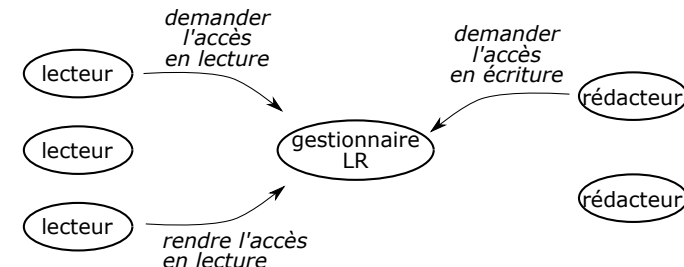 demander
l'accès
en lecture
demander
l'accès
en écriture
lecteur
rédacteur
gestionnaire
LR
lecteur
rédacteur
lecteur
rendre l'accès
en lecture